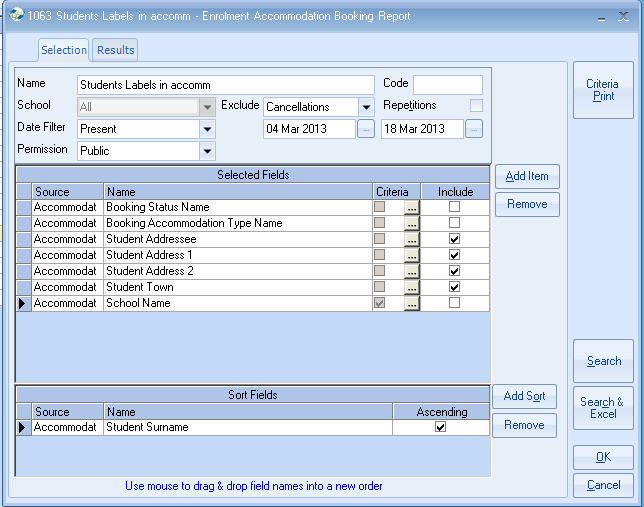 1063 Students Labels in accomm - Enrolment Accommodation Booking Report
Selection Results
Name Students Labels in accomm Code
School All Exclude Cancellations Repetitions
Date Filter Present 04 Mar 2013 ... 18 Mar 2013 ...
Permission Public
Criteria
Print
Selected Fields
Source Name Criteria Include
Accommodat Booking Status Name ...
Accommodat Booking Accommodation Type Name ...
Accommodat Student Addressee ...
Accommodat Student Address 1 ...
Accommodat Student Address 2 ...
Accommodat Student Town ...
Accommodat School Name ...
Add Item
Remove
Sort Fields
Source Name Ascending
Accommodat Student Surname
Add Sort
Remove
Use mouse to drag & drop field names into a new order
Search
Search &
Excel
OK
Cancel